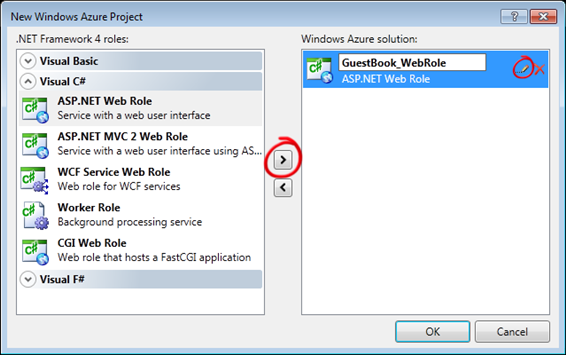 New Windows Azure Project
.NET Framework 4 roles:
Visual Basic
Visual C#
ASP.NET Web Role
Service with a web user interface
ASP.NET MVC 2 Web Role
Service with a web user interface using AS...
WCF Service Web Role
Web role for WCF services
Worker Role
Background processing service
CGI Web Role
Web role that hosts a FastCGI application
Visual F#
Windows Azure solution:
GuestBook_WebRole
ASP.NET Web Role
OK
Cancel